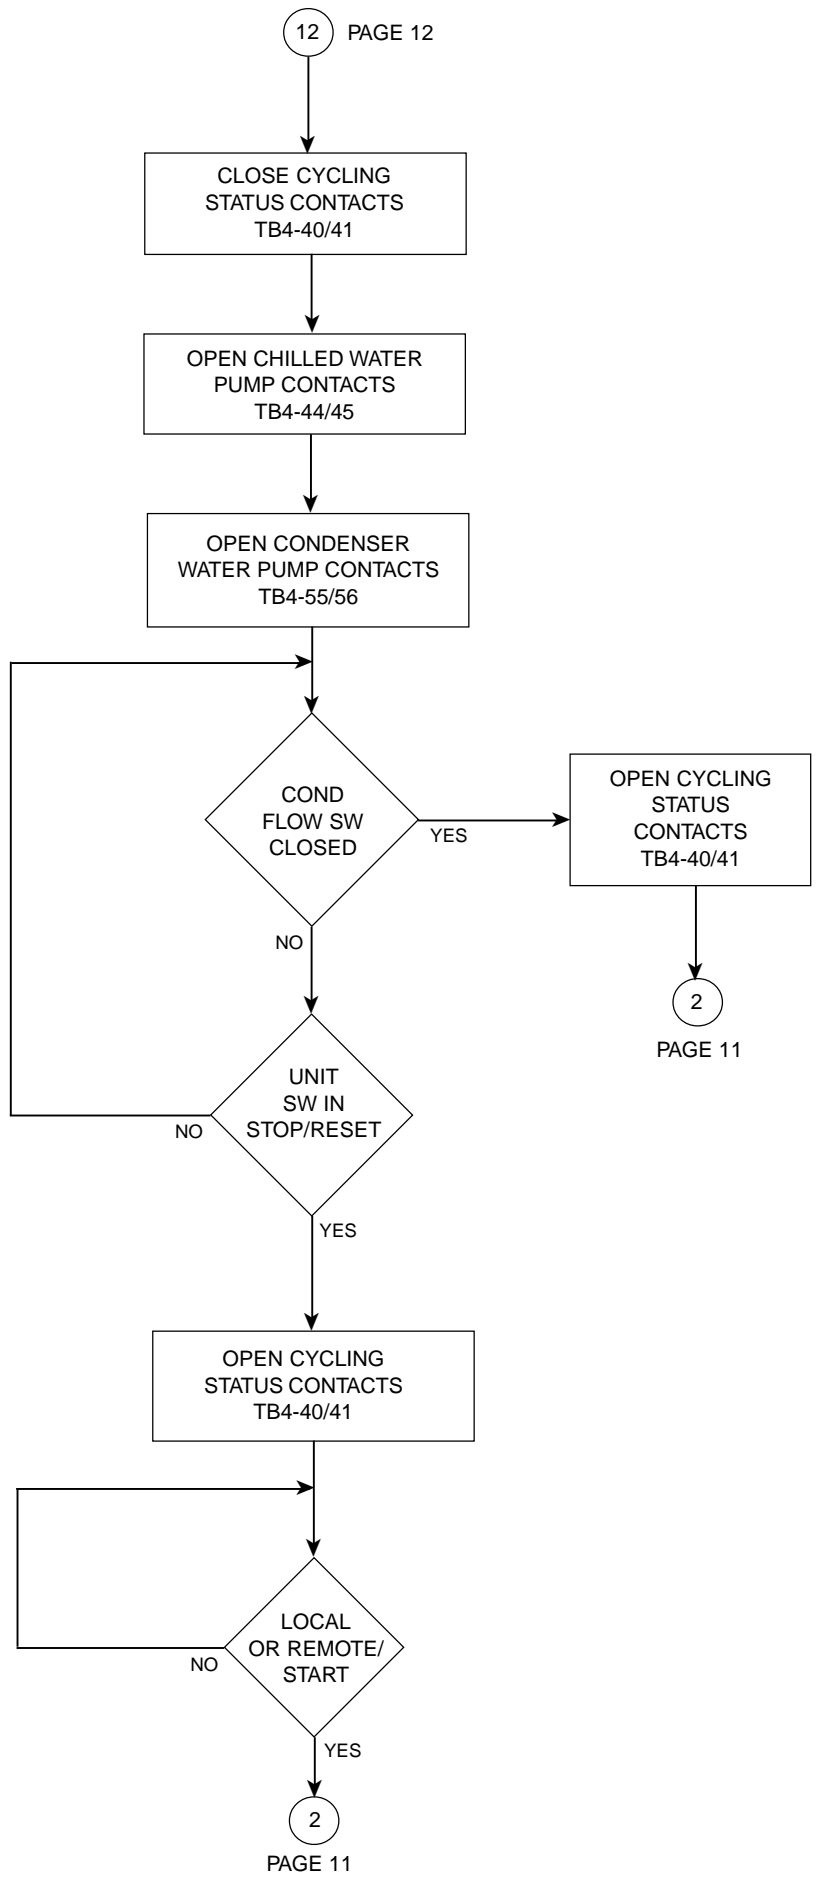 12 PAGE 12
CLOSE CYCLING
STATUS CONTACTS
TB4-40/41
OPEN CHILLED WATER
PUMP CONTACTS
TB4-44/45
OPEN CONDENSER
WATER PUMP CONTACTS
TB4-55/56
COND
FLOW SW
CLOSED
YES
OPEN CYCLING
STATUS
CONTACTS
TB4-40/41
2
PAGE 11
NO
UNIT
SW IN
STOP/RESET
NO
YES
OPEN CYCLING
STATUS CONTACTS
TB4-40/41
LOCAL
OR REMOTE/
START
NO
YES
2
PAGE 11